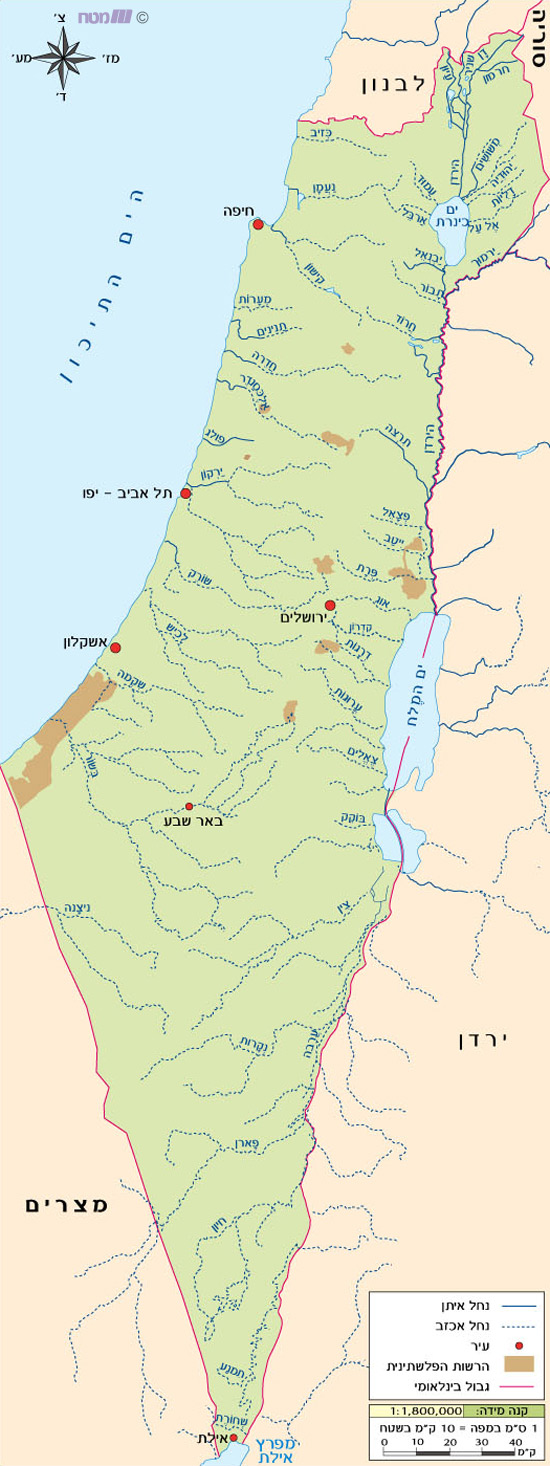 © מטח
צ'
מז'
מע'
ד'
סוריה
לבנון
דן
שניר
עיון
חרמון
כזיב
משושים
הירדן
יהודיה
דליות
עמוד
נעמן
ים כינרת
ארבל
אל על
חיפה
ירמוך
יבנאל
קישון
תבור
הים התיכון
מערות
תנינים
חרוד
חדרה
אלכסנדר
תרצה
הירדן
פולג
ירקון
תל אביב - יפו
פצאל
ייטב
פרת
שורק
אוג
ירושלים
קדרון
לכיש
דרגות
אשקלון
שקמה
ים המלח
ערוגות
בשור
צאלים
באר שבע
בוקק
צין
ניצנה
ירדן
נקרות
ערבה
פארן
מצרים
חיון
תמנע
שחורת
אילת
מפרץ
אילת
נחל איתן
נחל אכזב
עיר
הרשות הפלשתינית
גבול בינלאומי
קנה מידה: 1:1,800,000
1 ס"מ במפה = 10 ק"מ בשטח
0 20 30 40 ק"מ